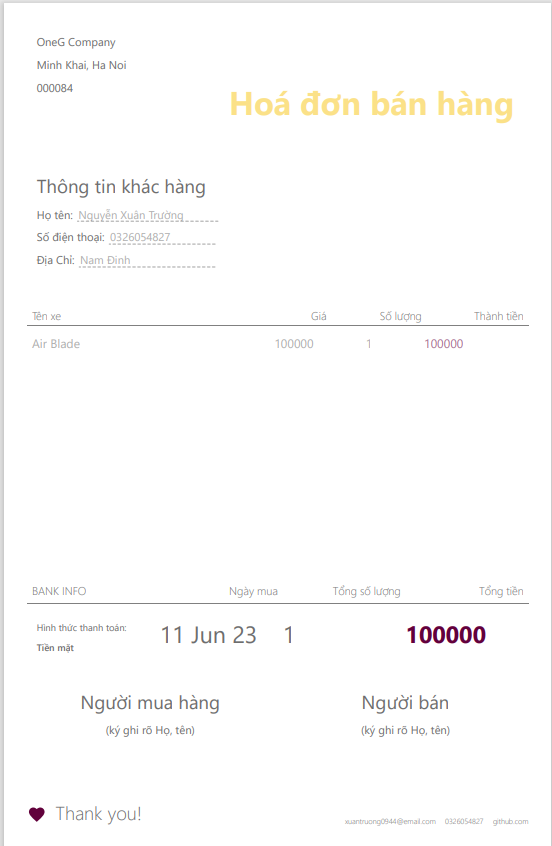 OneG Company
Minh Khai, Ha Noi
000084
Hoá đơn bán hàng
Thông tin khác hàng
Họ tên: Nguyễn Xuân Trường
Số điện thoại: 0326054827
Địa Chỉ: Nam Đinh
Tên xe Giá Số lượng Thành tiền
Air Blade 100000 1 100000
BANK INFO Ngày mua Tổng số lượng Tổng tiền
Hình thức thanh toán:
Tiền mặt
11 Jun 23 1 100000
Người mua hàng Người bán
(ký ghi rõ Họ, tên) (ký ghi rõ Họ, tên)
Thank you!
xuantruong0944@email.com 0326054827 github.com